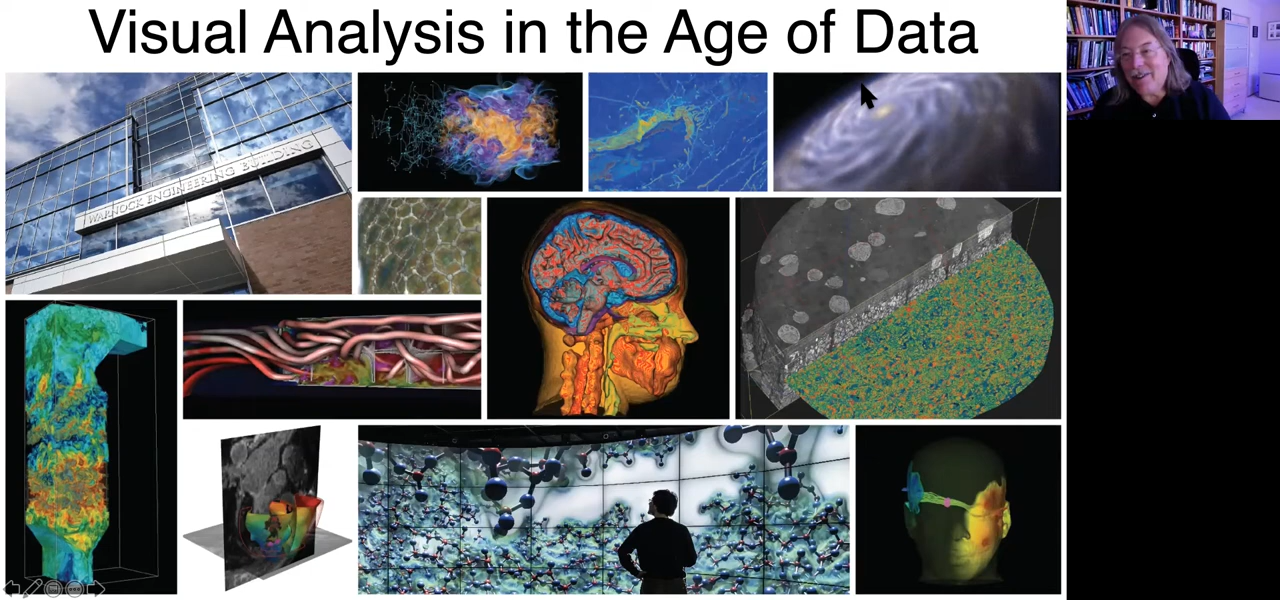 Visual Analysis in the Age of Data
WARNOCK ENGINEERING BUILDING